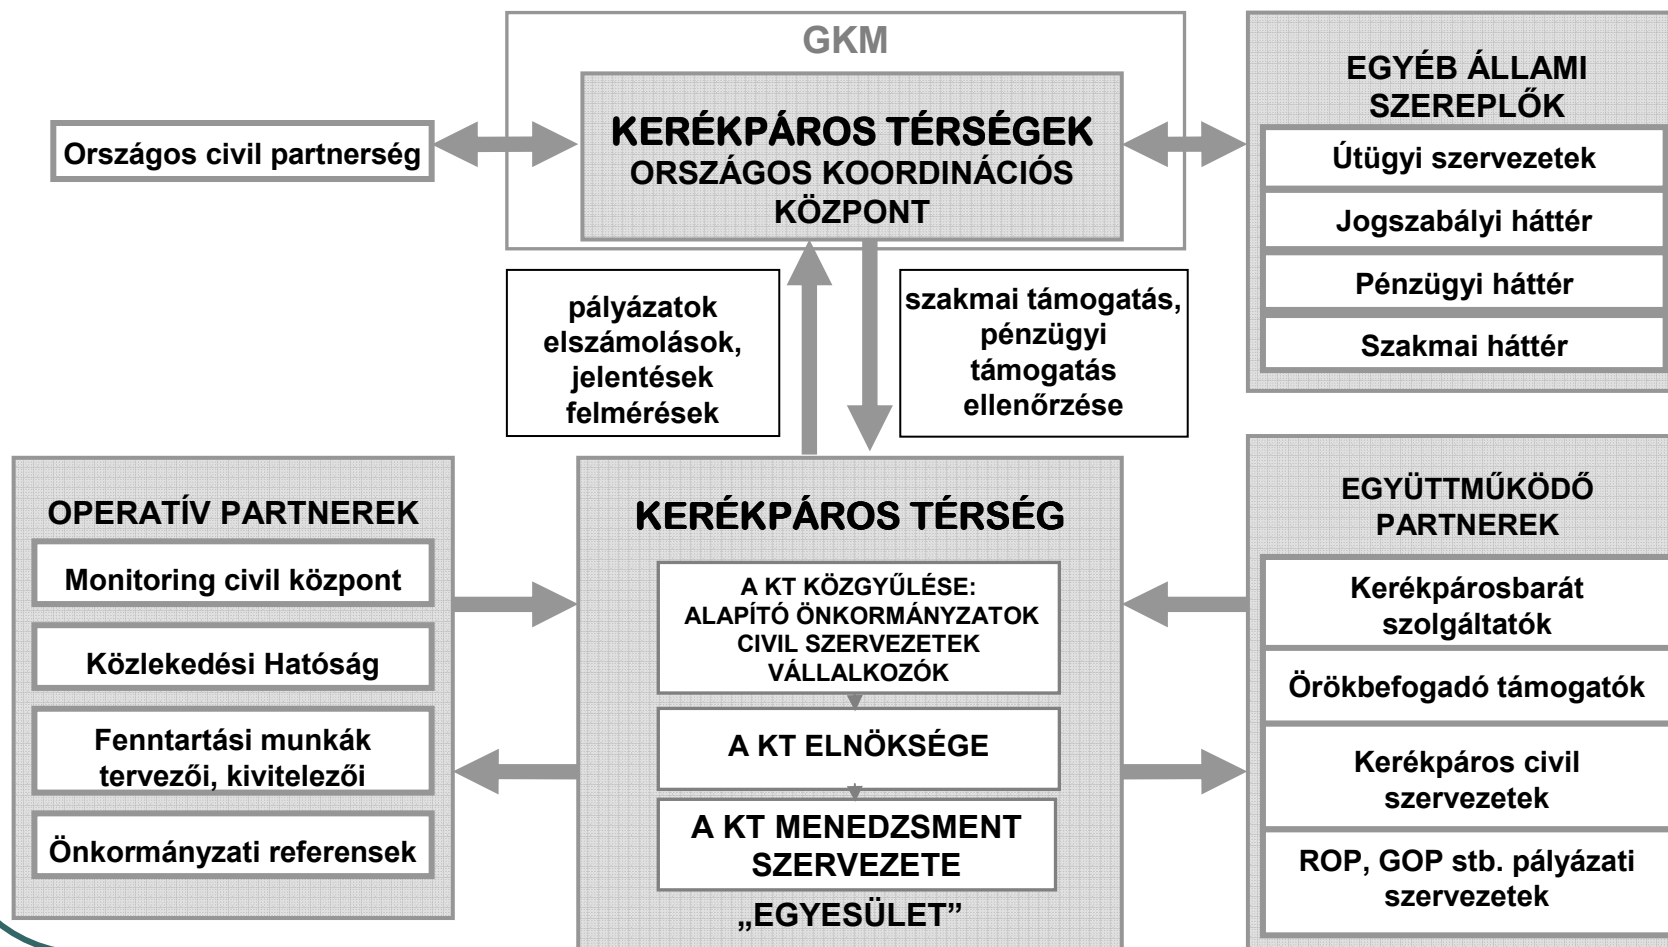 GKM
KERÉKPÁROS TÉRSÉGEK
ORSZÁGOS KOORDINÁCIÓS
KÖZPONT
Országos civil partnerség
EGYÉB ÁLLAMI
SZEREPLŐK
Útügyi szervezetek
Jogszabályi háttér
Pénzügyi háttér
Szakmai háttér
pályázatok
elszámolások,
jelentések
felmérések
szakmai támogatás,
pénzügyi
támogatás
ellenőrzése
OPERATÍV PARTNEREK
Monitoring civil központ
Közlekedési Hatóság
Fenntartási munkák
tervezői, kivitelezői
Önkormányzati referensek
KERÉKPÁROS TÉRSÉG
A KT KÖZGYŰLÉSE:
ALAPÍTÓ ÖNKORMÁNYZATOK
CIVIL SZERVEZETEK
VÁLLALKOZÓK
A KT ELNÖKSÉGE
A KT MENEDZSMENT
SZERVEZETE
„EGYESÜLET”
EGYÜTTMŰKÖDŐ
PARTNEREK
Kerékpárosbarát
szolgáltatók
Örökbefogadó támogatók
Kerékpáros civil
szervezetek
ROP, GOP stb. pályázati
szervezetek